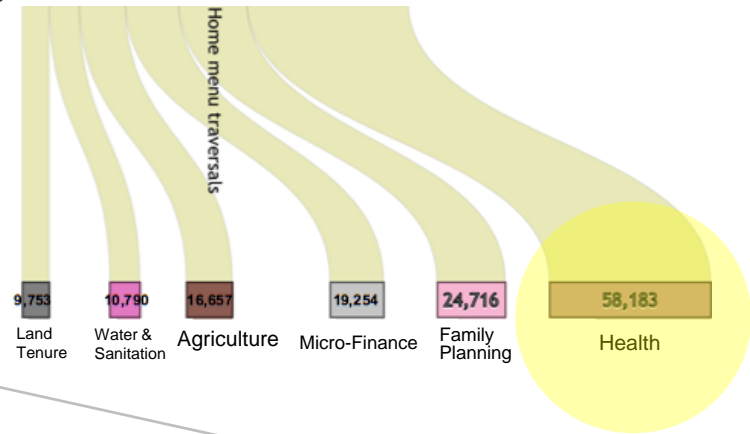 Home menu traversals
9,753
10,790
16,657
19,254
24,716
58,183
Land
Tenure
Water &
Sanitation
Agriculture
Micro-Finance
Family
Planning
Health